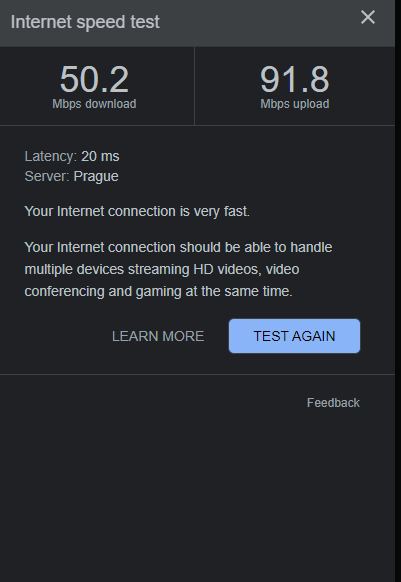 Internet speed test
50.2
Mbps download
91.8
Mbps upload
Latency: 20 ms
Server: Prague
Your Internet connection is very fast.
Your Internet connection should be able to handle
multiple devices streaming HD videos, video
conferencing and gaming at the same time.
LEARN MORE
TEST AGAIN
Feedback